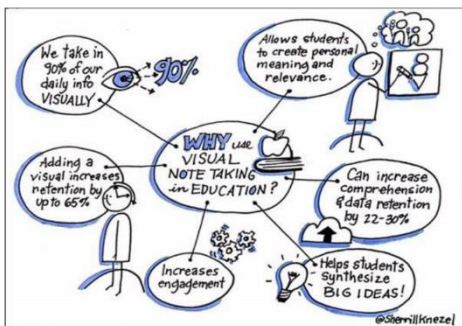 We take in
90% of our
daily info
VISUALLY
90%
Allows students
to create personal
meaning and
relevance.
WHY use
VISUAL
NOTE TAKING
in EDUCATION?
Adding a
visual increases
retention by
up to 65%
Can increase
comprehension
& data retention
by 22-30%
Increases
engagement
Helps students
synthesize
BIG IDEAS!
@SherrillKnezel